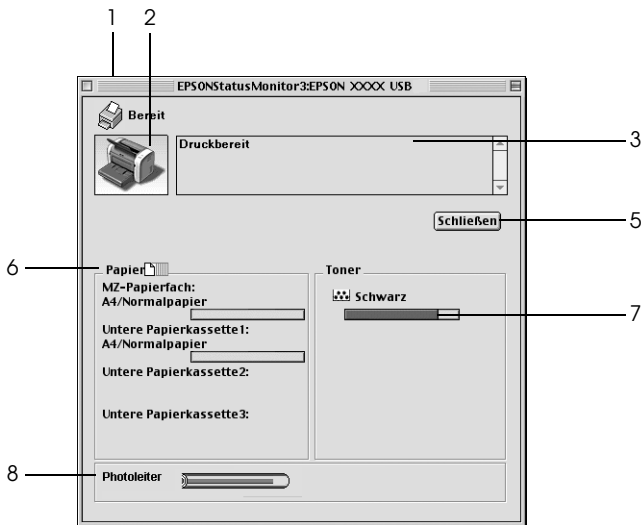 1 2
EPSONStatusMonitor3:EPSON XXXX USB
Bereit
Druckbereit
3
Schließen
5
6
Papier
MZ-Papierfach:
A4/Normalpapier
Untere Papierkassette1:
A4/Normalpapier
Untere Papierkassette2:
Untere Papierkassette3:
Toner
Schwarz
7
8
Photoleiter